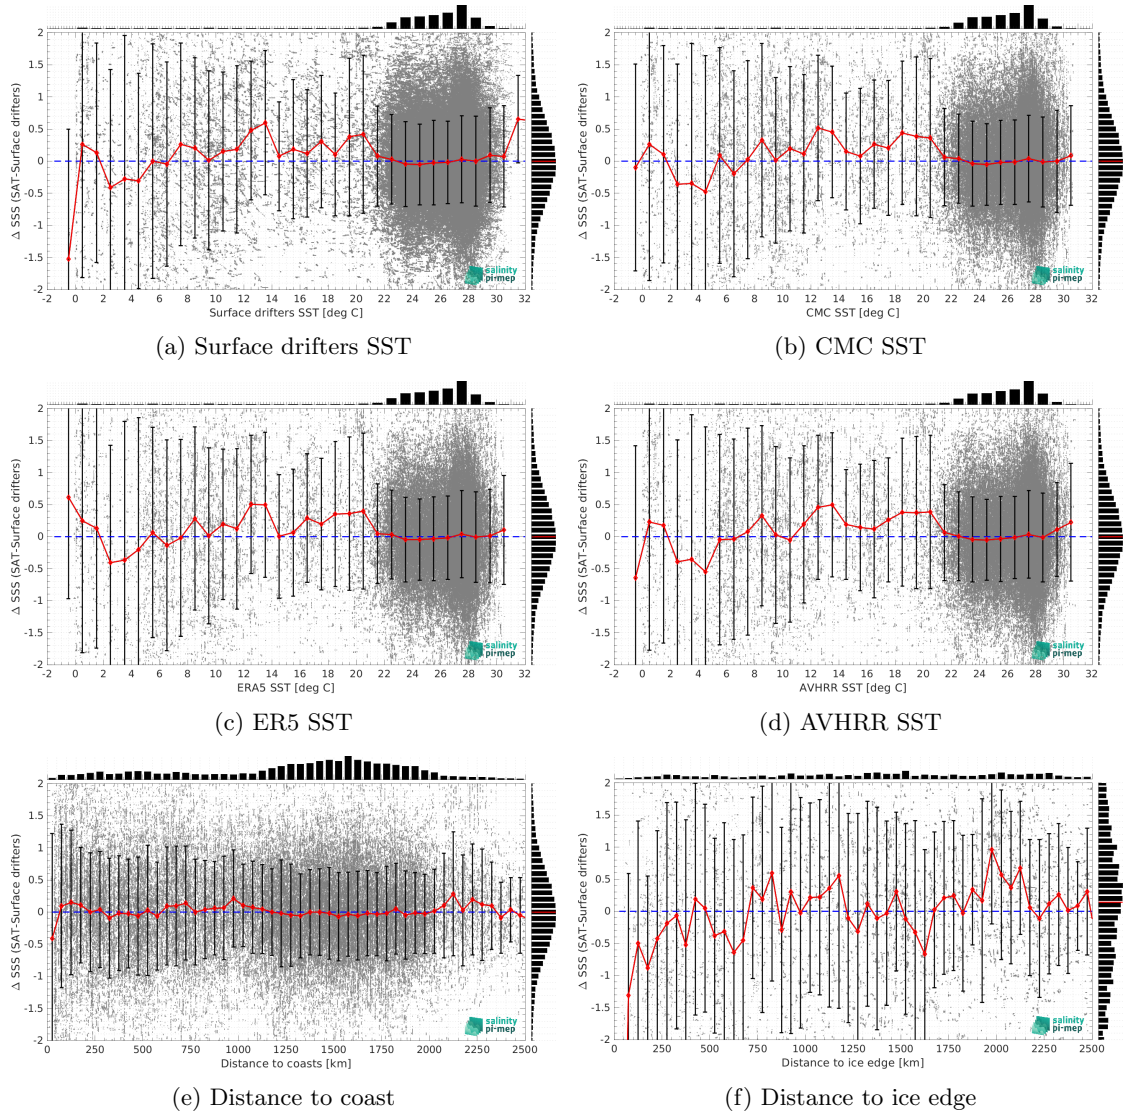 2
1.5
1
0.5
0
-0.5
-1
-1.5
-2
Δ SSS (SAT-Surface drifters)
-2 0 2 4 6 8 10 12 14 16 18 20 22 24 26 28 30 32
Surface drifters SST [deg C]
salinity
pi-mep
(a) Surface drifters SST
2
1.5
1
0.5
0
-0.5
-1
-1.5
-2
Δ SSS (SAT-Surface drifters)
-2 0 2 4 6 8 10 12 14 16 18 20 22 24 26 28 30 32
CMC SST [deg C]
salinity
pi-mep
(b) CMC SST
2
1.5
1
0.5
0
-0.5
-1
-1.5
-2
Δ SSS (SAT-Surface drifters)
-2 0 2 4 6 8 10 12 14 16 18 20 22 24 26 28 30 32
ERA5 SST [deg C]
salinity
pi-mep
(c) ER5 SST
2
1.5
1
0.5
0
-0.5
-1
-1.5
-2
Δ SSS (SAT-Surface drifters)
-2 0 2 4 6 8 10 12 14 16 18 20 22 24 26 28 30 32
AVHRR SST [deg C]
salinity
pi-mep
(d) AVHRR SST
2
1.5
1
0.5
0
-0.5
-1
-1.5
-2
Δ SSS (SAT-Surface drifters)
0 250 500 750 1000 1250 1500 1750 2000 2250 2500
Distance to coasts [km]
salinity
pi-mep
(e) Distance to coast
2
1.5
1
0.5
0
-0.5
-1
-1.5
-2
Δ SSS (SAT-Surface drifters)
0 250 500 750 1000 1250 1500 1750 2000 2250 2500
Distance to ice edge [km]
salinity
pi-mep
(f) Distance to ice edge